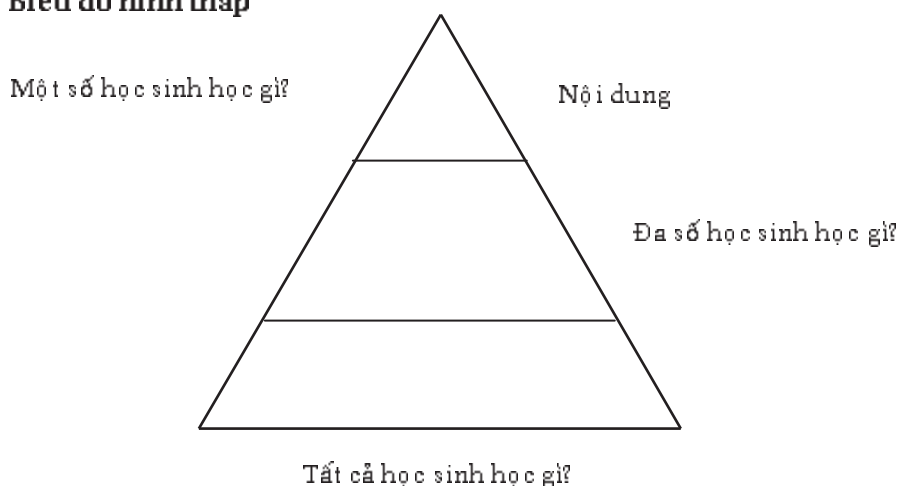 Biểu đồ hình tháp
Một số học sinh học gì?
Nội dung
Đa số học sinh học gì?
Tất cả học sinh học gì?